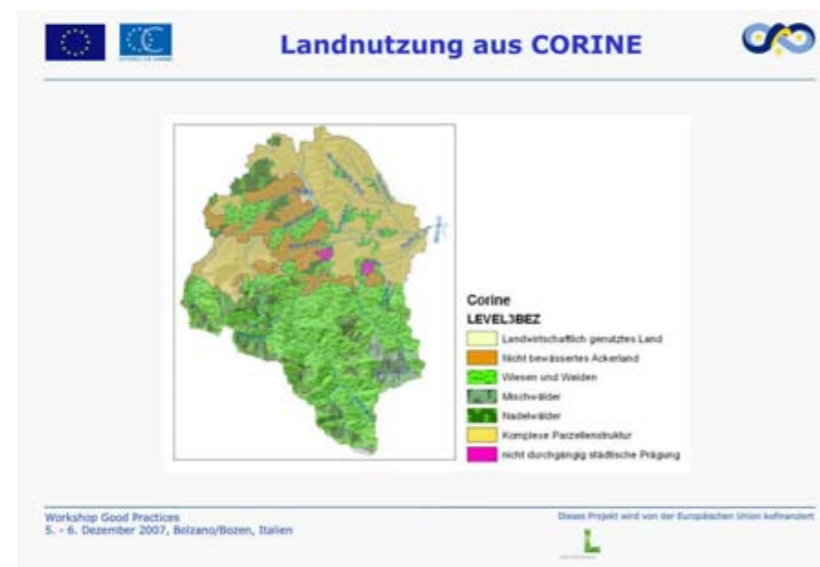 Landnutzung aus CORINE
Corine
LEVEL3BEZ
Landwirtschaftlich genutztes Land
Nicht bewässertes Ackerland
Wiesen und Weiden
Mischwälder
Nadelwälder
Komplexe Parzellenstruktur
nicht durchgängig städtische Prägung
Workshop Good Practices
5. - 6. Dezember 2007, Bolzano/Bozen, Italien
Dieses Projekt wird von der Europäischen Union kofinanziert